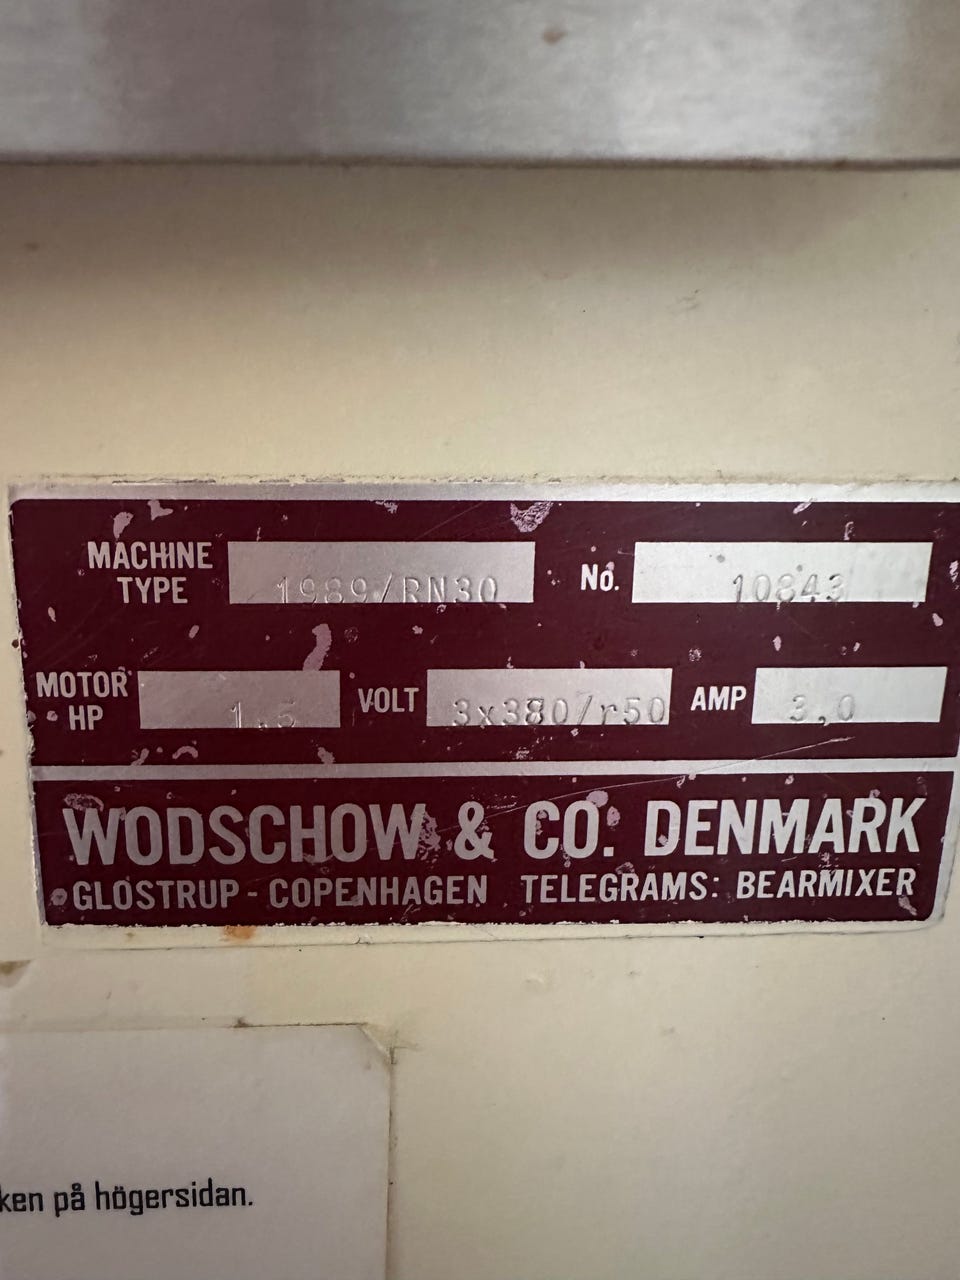 MACHINE TYPE 1989/RN30 No. 10843
MOTOR HP 1.5 VOLT 3x380/r50 AMP 3,0
WODSCHOW & CO. DENMARK
GLOSTRUP - COPENHAGEN TELEGRAMS: BEARMIXER
ken på högersidan.